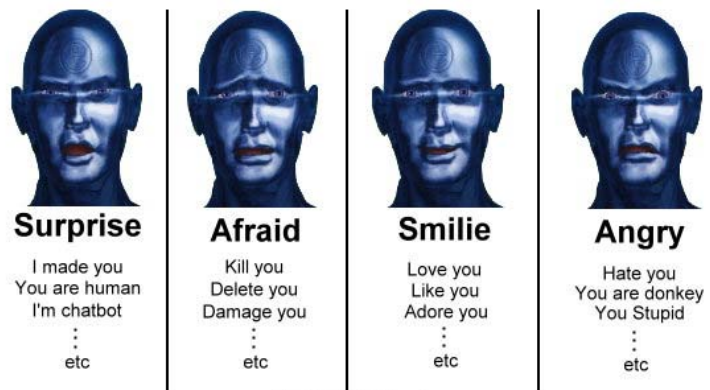 Surprise
I made you
You are human
I'm chatbot
etc
Afraid
Kill you
Delete you
Damage you
etc
Smilie
Love you
Like you
Adore you
etc
Angry
Hate you
You are donkey
You Stupid
etc